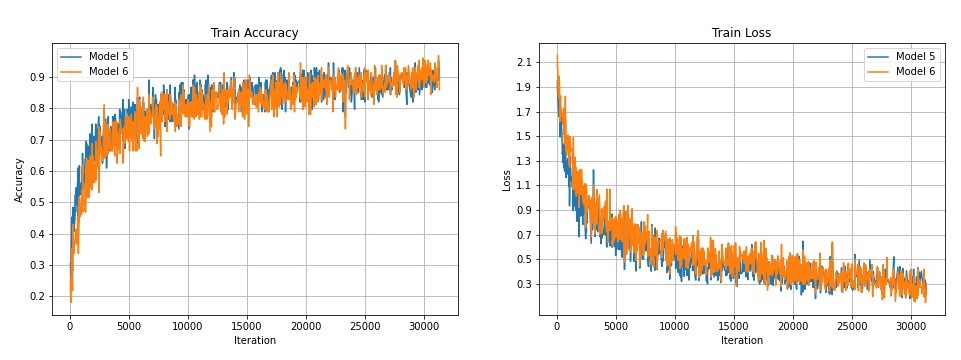 Train Accuracy
Model 5
Model 6
Accuracy
0.9
0.8
0.7
0.6
0.5
0.4
0.3
0.2
0 5000 10000 15000 20000 25000 30000
Iteration
Train Loss
Model 5
Model 6
Loss
2.1
1.9
1.7
1.5
1.3
1.1
0.9
0.7
0.5
0.3
0 5000 10000 15000 20000 25000 30000
Iteration